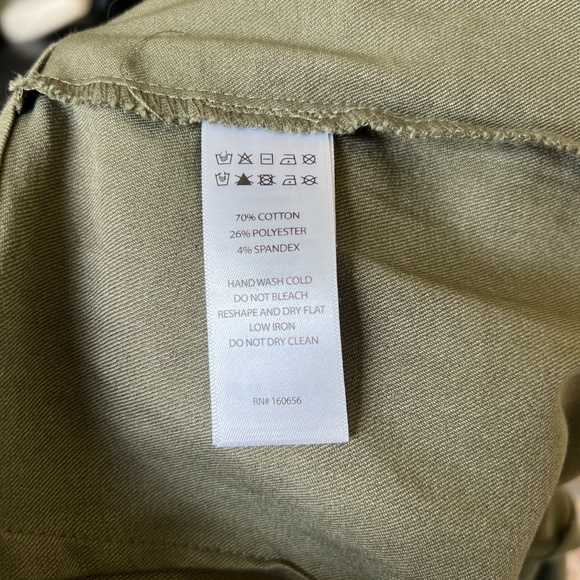 70% COTTON
26% POLYESTER
4% SPANDEX
HAND WASH COLD
DO NOT BLEACH
RESHAPE AND DRY FLAT
LOW IRON
DO NOT DRY CLEAN
RN# 160656